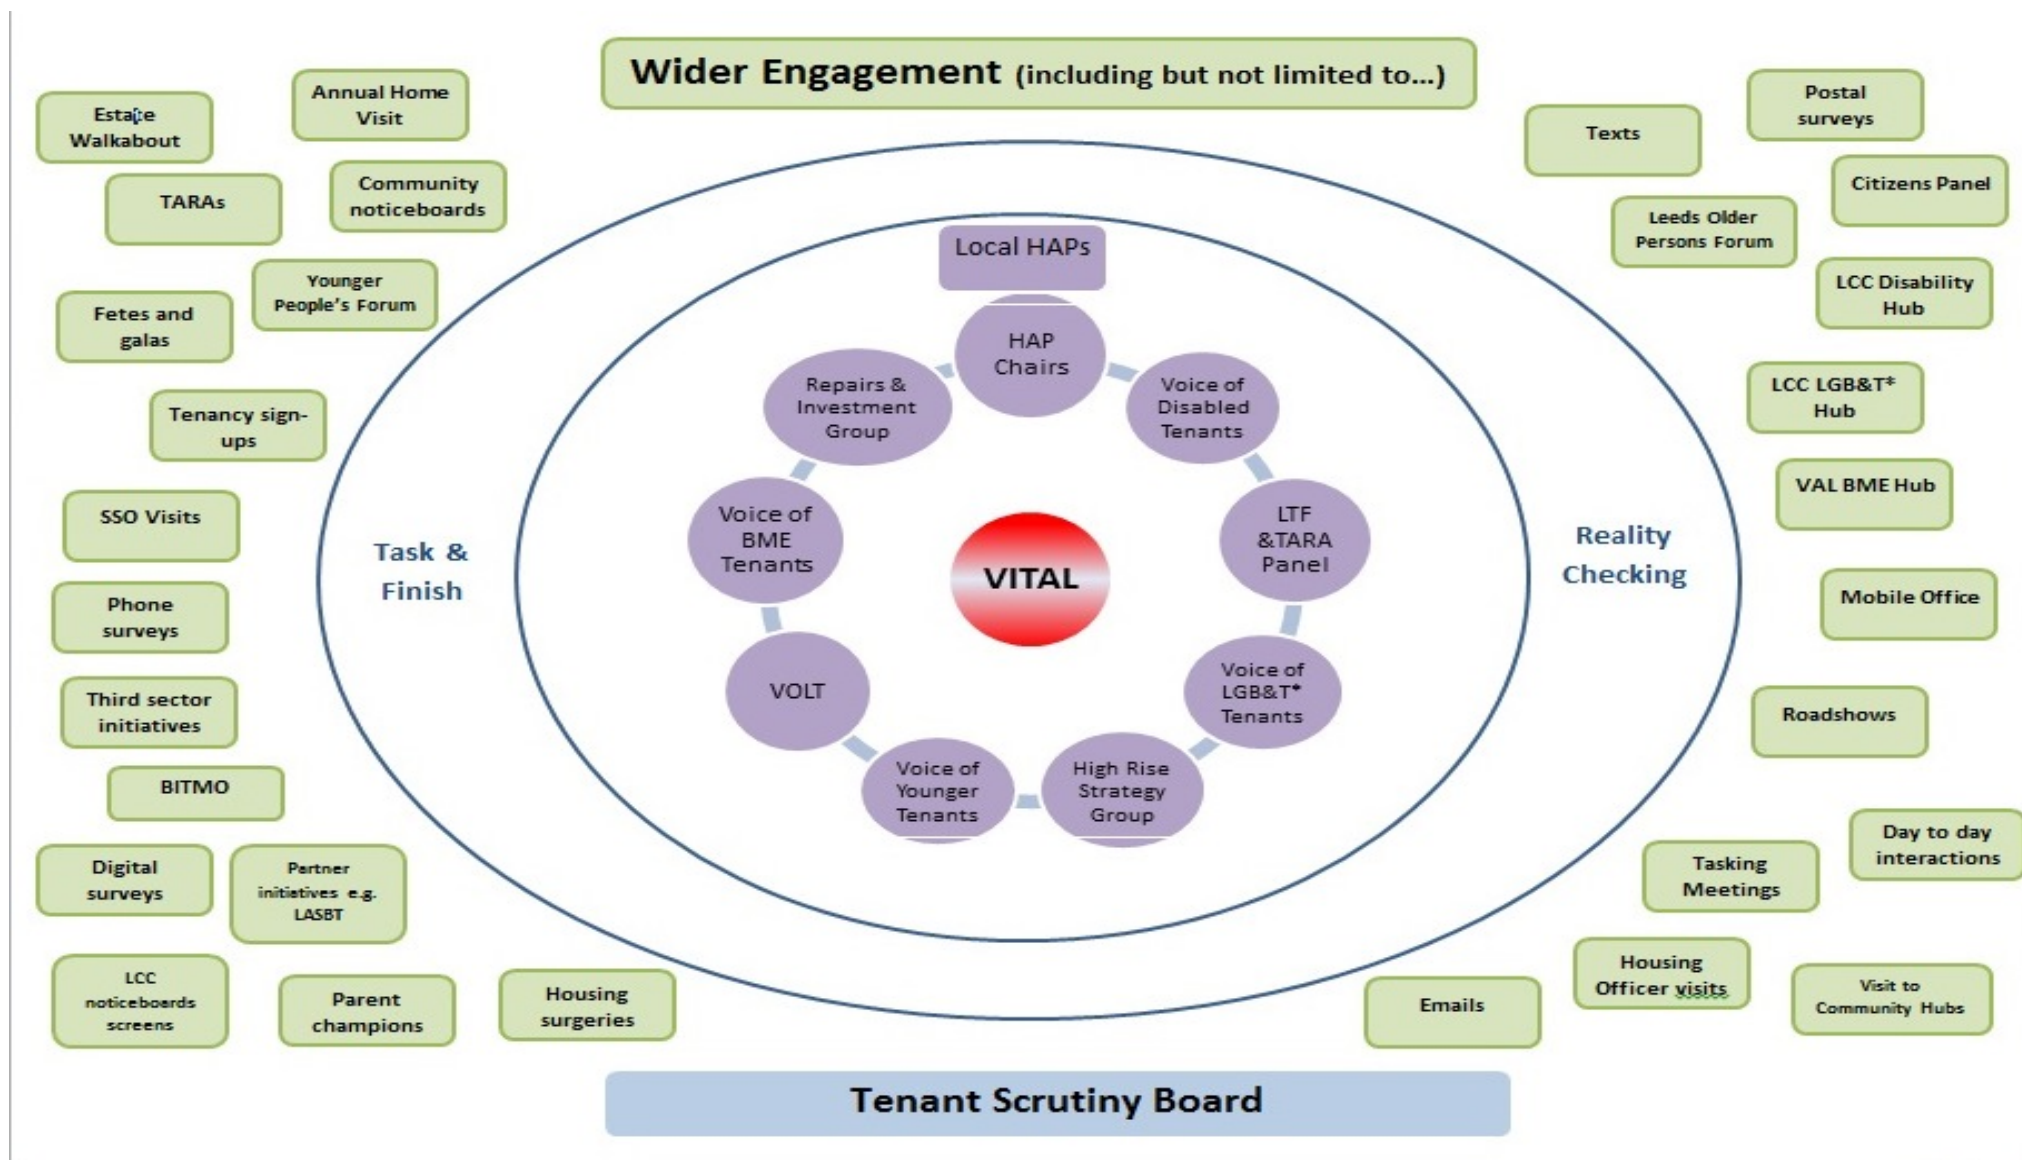 Wider Engagement (including but not limited to...)
Estate
Walkabout
Annual Home
Visit
TARAs
Community
noticeboards
Younger
People's Forum
Fetes and
galas
Tenancy sign-
ups
SSO Visits
Phone
surveys
Third sector
initiatives
BITMO
Digital
surveys
Partner
initiatives e.g.
LASBT
LCC
noticeboards
screens
Parent
champions
Housing
surgeries
Task &
Finish
Local HAPs
HAP
Chairs
Voice of
Disabled
Tenants
LTF
&TARA
Panel
Voice of
LGB&T*
Tenants
High Rise
Strategy
Group
Voice of
Younger
Tenants
VOLT
Voice of
BME
Tenants
Repairs &
Investment
Group
VITAL
Reality
Checking
Texts
Postal
surveys
Citizens Panel
Leeds Older
Persons Forum
LCC Disability
Hub
LCC LGB&T*
Hub
VAL BME Hub
Mobile Office
Roadshows
Day to day
interactions
Tasking
Meetings
Housing
Officer visits
Visit to
Community Hubs
Emails
Tenant Scrutiny Board